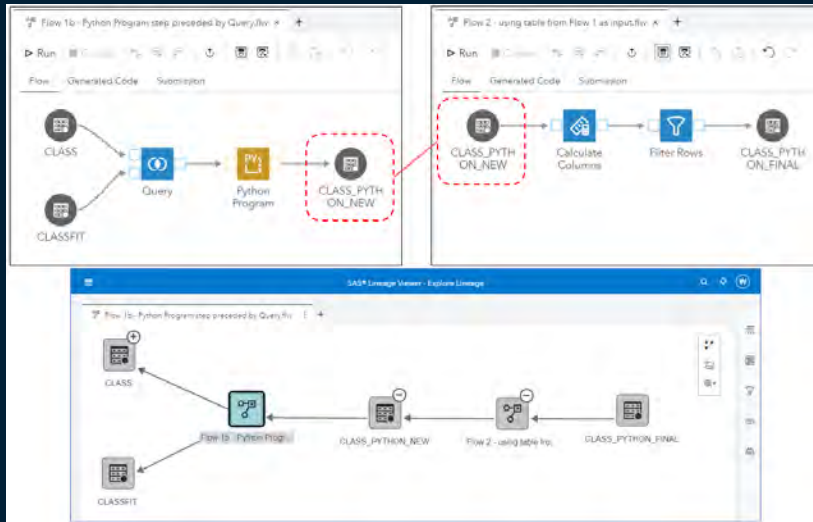 Flow 1b - Python Program step preceded by Query.flw
Run
Flow Generated Code Submission
CLASS
CLASSFIT
Query
PY
Python
Program
CLASS_PYTH
ON_NEW
Flow 2 - using table from Flow 1 as input.flw
Run
Flow Generated Code Submission
CLASS_PYTH
ON_NEW
Calculate
Columns
Filter Rows
CLASS_PYTH
ON_FINAL
SAS® Lineage Viewer - Explore Lineage
Flow 1b - Python Program step preceded by Query.flw
CLASS
Flow 1b - Python Progr...
CLASS_PYTHON_NEW
Flow 2 - using table fro...
CLASS_PYTHON_FINAL
CLASSFIT